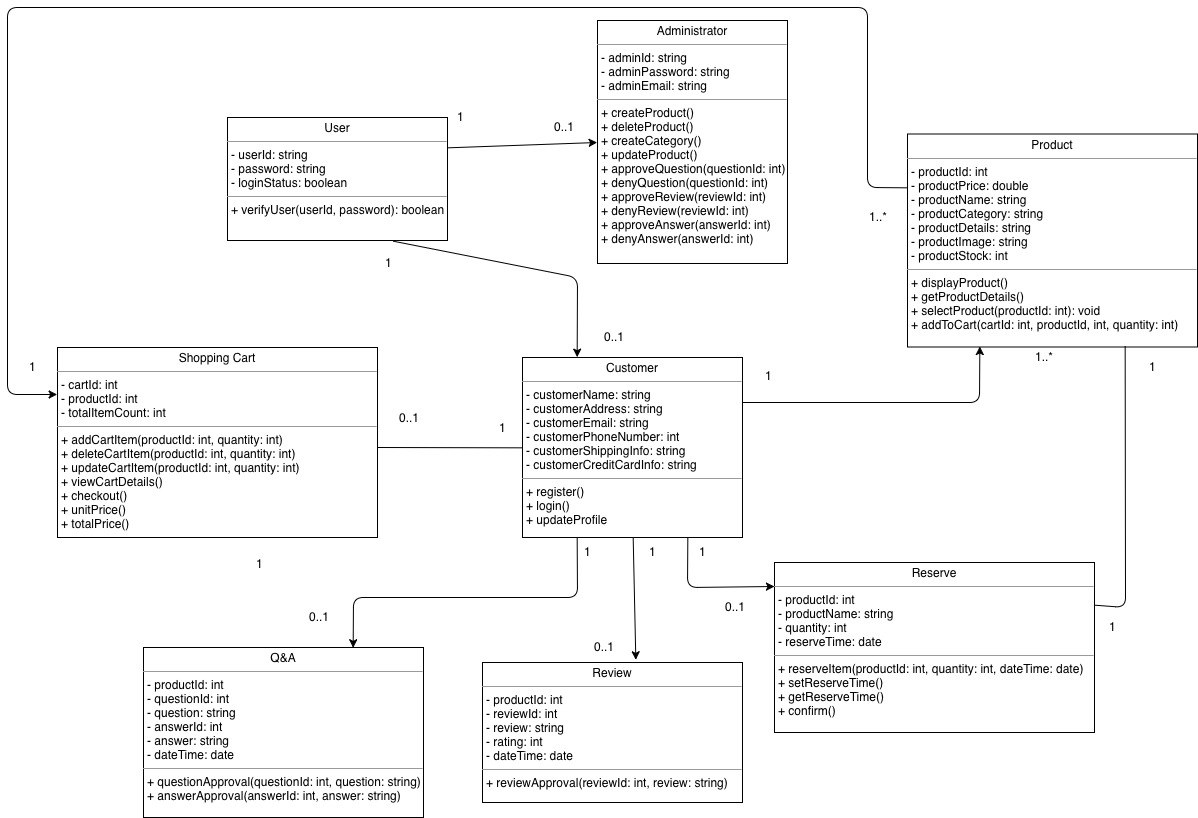 Administrator
- adminId: string
- adminPassword: string
- adminEmail: string
+ createProduct()
+ deleteProduct()
+ createCategory()
+ updateProduct()
+ approveQuestion(questionId: int)
+ denyQuestion(questionId: int)
+ approveReview(reviewId: int)
+ denyReview(reviewId: int)
+ approveAnswer(answerId: int)
+ denyAnswer(answerId: int)
1
0..1
User
- userId: string
- password: string
- loginStatus: boolean
+ verifyUser(userId, password): boolean
1
0..1
Product
- productId: int
- productPrice: double
- productName: string
- productCategory: string
- productDetails: string
- productImage: string
- productStock: int
+ displayProduct()
+ getProductDetails()
+ selectProduct(productId: int): void
+ addToCart(cartId: int, productId, int, quantity: int)
1..*
1..*
1
1
Shopping Cart
- cartId: int
- productId: int
- totalItemCount: int
+ addCartItem(productId: int, quantity: int)
+ deleteCartItem(productId: int, quantity: int)
+ updateCartItem(productId: int, quantity: int)
+ viewCartDetails()
+ checkout()
+ unitPrice()
+ totalPrice()
0..1
1
Customer
- customerName: string
- customerAddress: string
- customerEmail: string
- customerPhoneNumber: int
- customerShippingInfo: string
- customerCreditCardInfo: string
+ register()
+ login()
+ updateProfile
1
1
1
1
1
0..1
0..1
0..1
1
Q&A
- productId: int
- questionId: int
- question: string
- answerId: int
- answer: string
- dateTime: date
+ questionApproval(questionId: int, question: string)
+ answerApproval(answerId: int, answer: string)
Review
- productId: int
- reviewId: int
- review: string
- rating: int
- dateTime: date
+ reviewApproval(reviewId: int, review: string)
Reserve
- productId: int
- productName: string
- quantity: int
- reserveTime: date
+ reserveItem(productId: int, quantity: int, dateTime: date)
+ setReserveTime()
+ getReserveTime()
+ confirm()